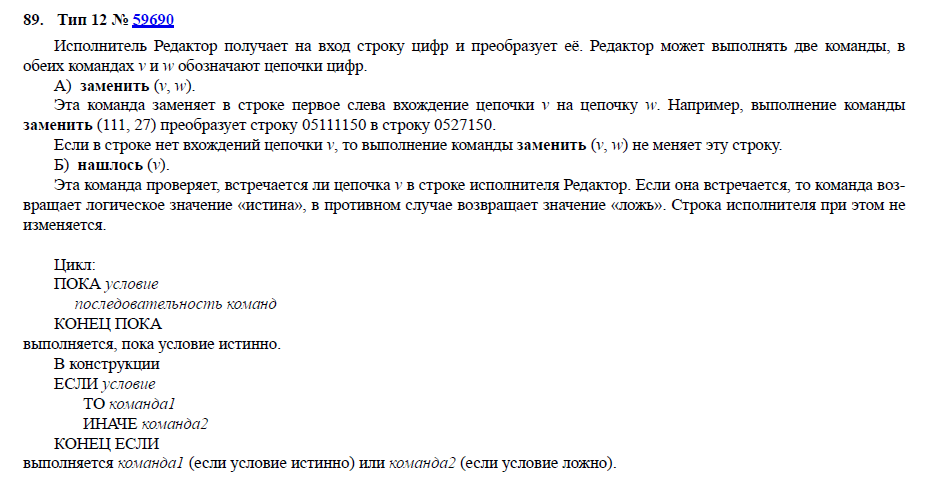 89. Тип 12 № 59690
Исполнитель Редактор получает на вход строку цифр и преобразует её. Редактор может выполнять две команды, в
обеих командах v и w обозначают цепочки цифр.
А) заменить (v, w).
Эта команда заменяет в строке первое слева вхождение цепочки v на цепочку w. Например, выполнение команды
заменить (111, 27) преобразует строку 05111150 в строку 0527150.
Если в строке нет вхождений цепочки v, то выполнение команды заменить (v, w) не меняет эту строку.
Б) нашлось (v).
Эта команда проверяет, встречается ли цепочка v в строке исполнителя Редактор. Если она встречается, то команда воз-
вращает логическое значение «истина», в противном случае возвращает значение «ложь». Строка исполнителя при этом не
изменяется.
Цикл:
ПОКА условие
последовательность команд
КОНЕЦ ПОКА
выполняется, пока условие истинно.
В конструкции
ЕСЛИ условие
ТО команда1
ИНАЧЕ команда2
КОНЕЦ ЕСЛИ
выполняется команда1 (если условие истинно) или команда2 (если условие ложно).